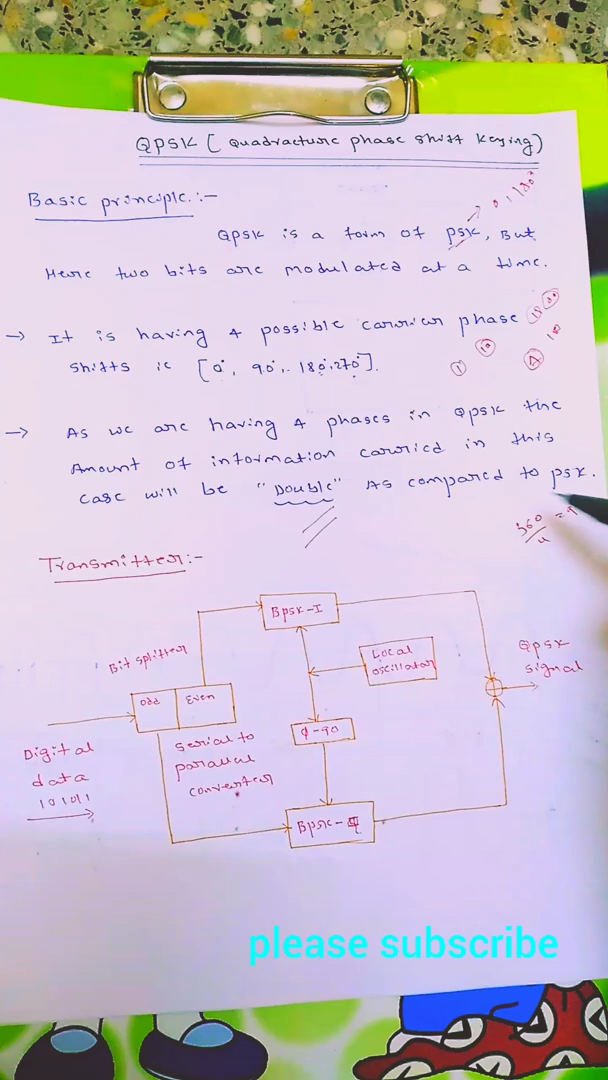 QPSK [ Quadracture phase shift keying)
Basic principle :-
0, 180°
QPSK is a form of PSK, But
Here two bits are modulated at a time.
→ It is having 4 possible carrier phase
shifts ie [0°, 90°, 180°, 270°].
→ As we are having 4 phases in QPSK the
Amount of information carried in this
case will be "Double" As compared to PSK.
360/4 = 9
Transmitter:-
BPSK-I
Bit splitter
Local
oscillator
QPSK
signal
odd
Even
Digital
data
101011
Serial to
parallel
converter
φ-90
BPSK-Q
please subscribe